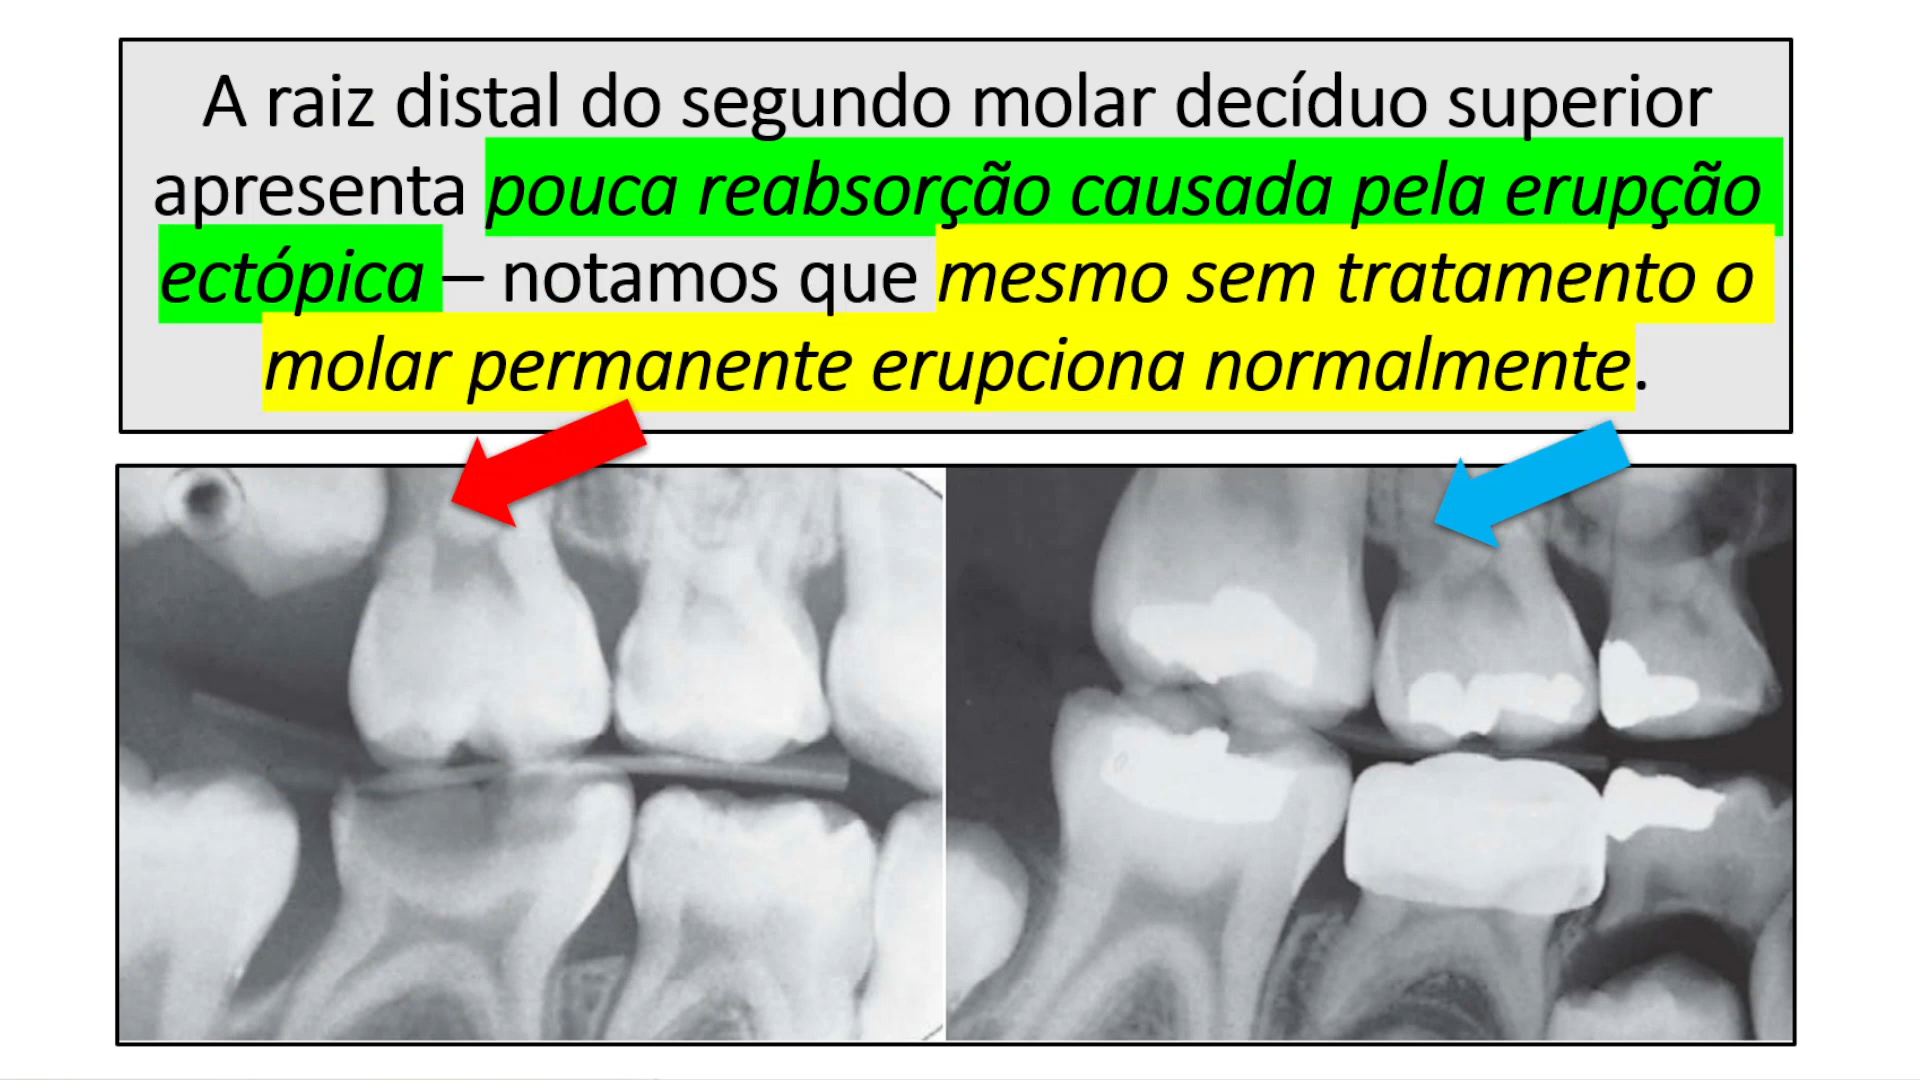 A raiz distal do segundo molar decíduo superior
apresenta pouca reabsorção causada pela erupção
ectópica – notamos que mesmo sem tratamento o
molar permanente erupciona normalmente.